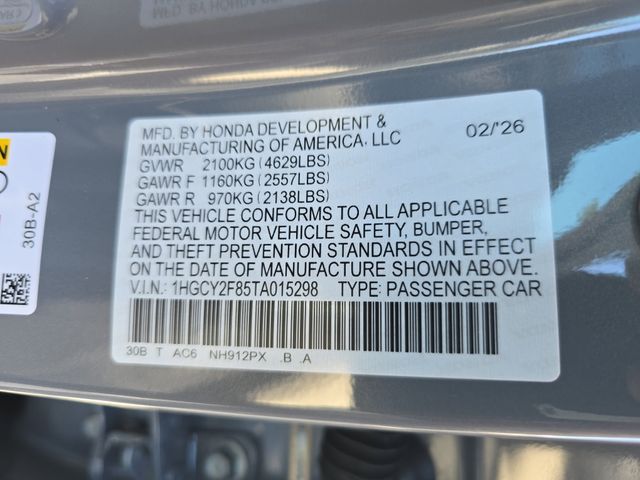 MFD. BY HONDA DEVELOPMENT &
MANUFACTURING OF AMERICA, LLC 02/'26
GVWR 2100KG (4629LBS)
GAWR F 1160KG (2557LBS)
GAWR R 970KG (2138LBS)
THIS VEHICLE CONFORMS TO ALL APPLICABLE
FEDERAL MOTOR VEHICLE SAFETY, BUMPER,
AND THEFT PREVENTION STANDARDS IN EFFECT
ON THE DATE OF MANUFACTURE SHOWN ABOVE.
V.I.N.: 1HGCY2F85TA015298 TYPE: PASSENGER CAR
30B T AC6 NH912PX .B .A
30B-A2